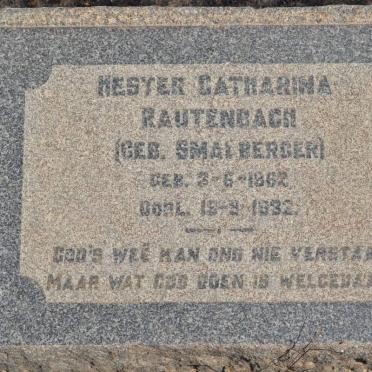 HESTER CATHARINA
RAUTENBACH
(GEB. SMALBERGER)
GEB. 3-6-1862
OORL. 19-9-1932.
GOD'S WEË KAN ONS NIE VERSTAA
MAAR WAT GOD DOEN IS WELGEDAA